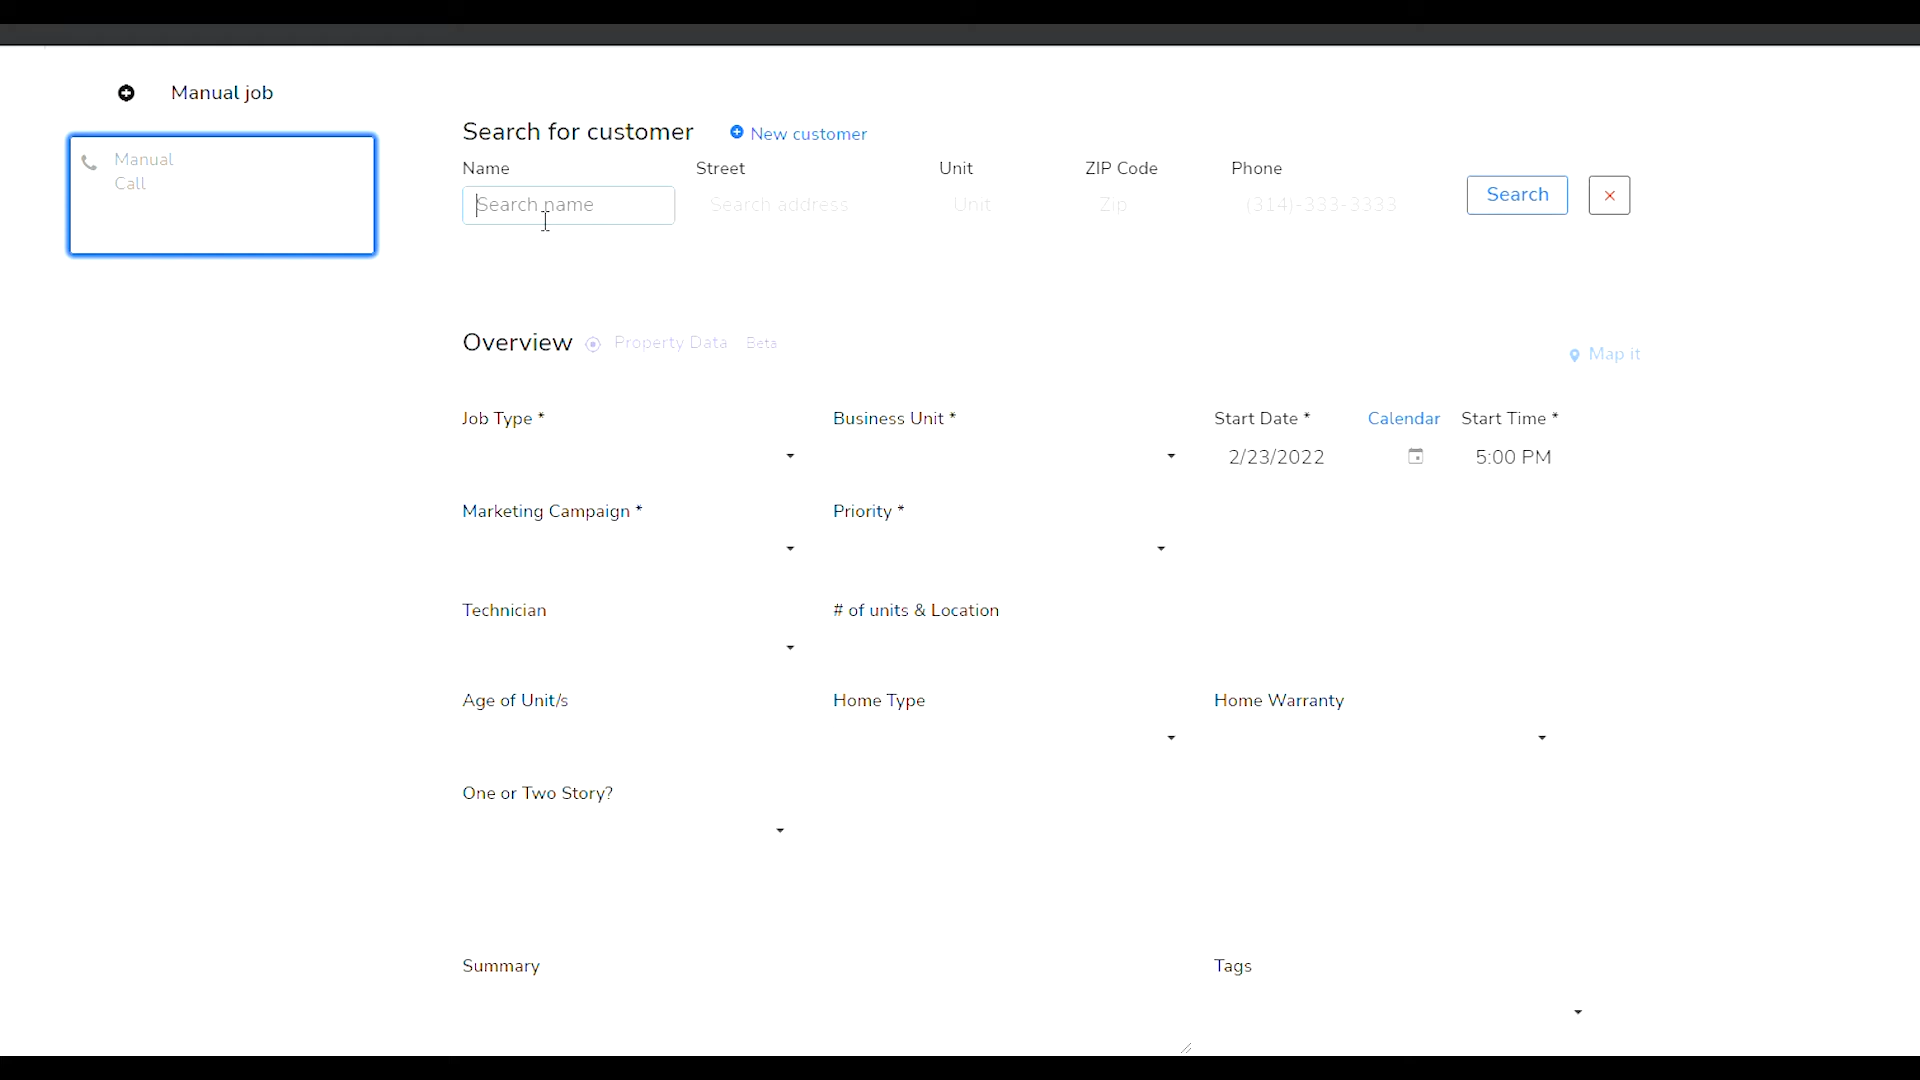 Manual job
Manual
Call
Search for customer New customer
Name Street Unit ZIP Code Phone
Search name Search address Unit Zip (314)-333-3333 Search ×
Overview Property Data Beta
Map it
Job Type * Business Unit * Start Date * Calendar Start Time *
2/23/2022 5:00 PM
Marketing Campaign * Priority *
Technician # of units & Location
Age of Unit/s Home Type Home Warranty
One or Two Story?
Summary Tags